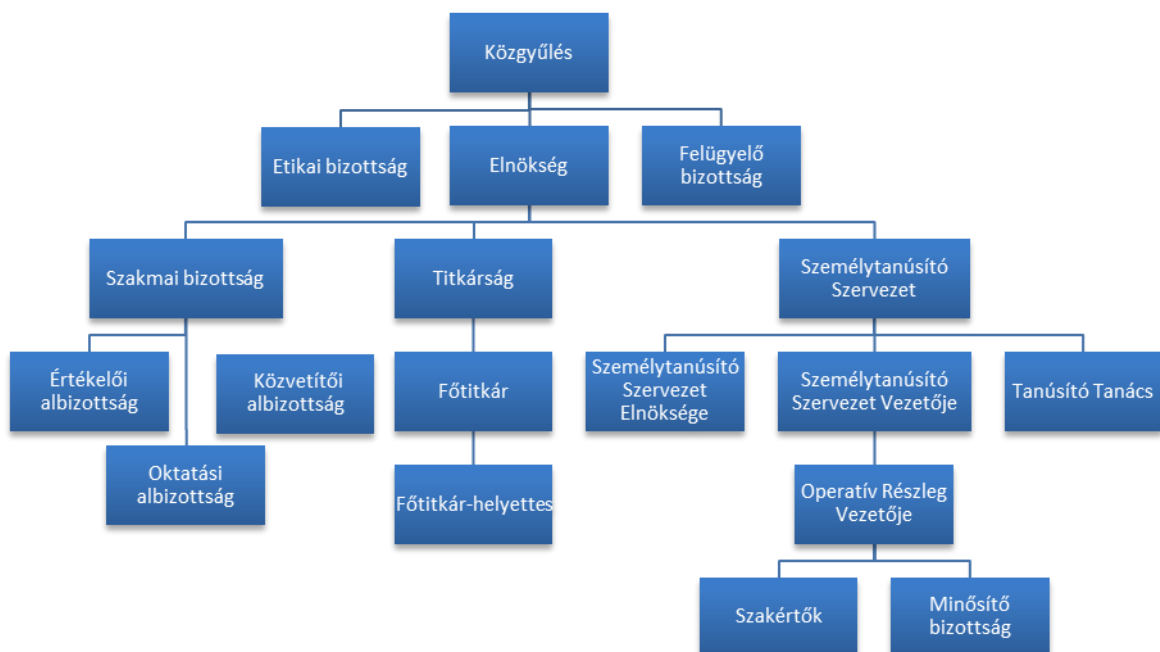 Közgyűlés
Etikai bizottság
Elnökség
Felügyelő
bizottság
Szakmai bizottság
Titkárság
Személytanúsító
Szervezet
Értékelői
albizottság
Közvetítői
albizottság
Főtitkár
Személytanúsító
Szervezet
Elnöksége
Személytanúsító
Szervezet Vezetője
Tanúsító Tanács
Oktatási
albizottság
Főtitkár-helyettes
Operatív Részleg
Vezetője
Szakértők
Minősítő
bizottság